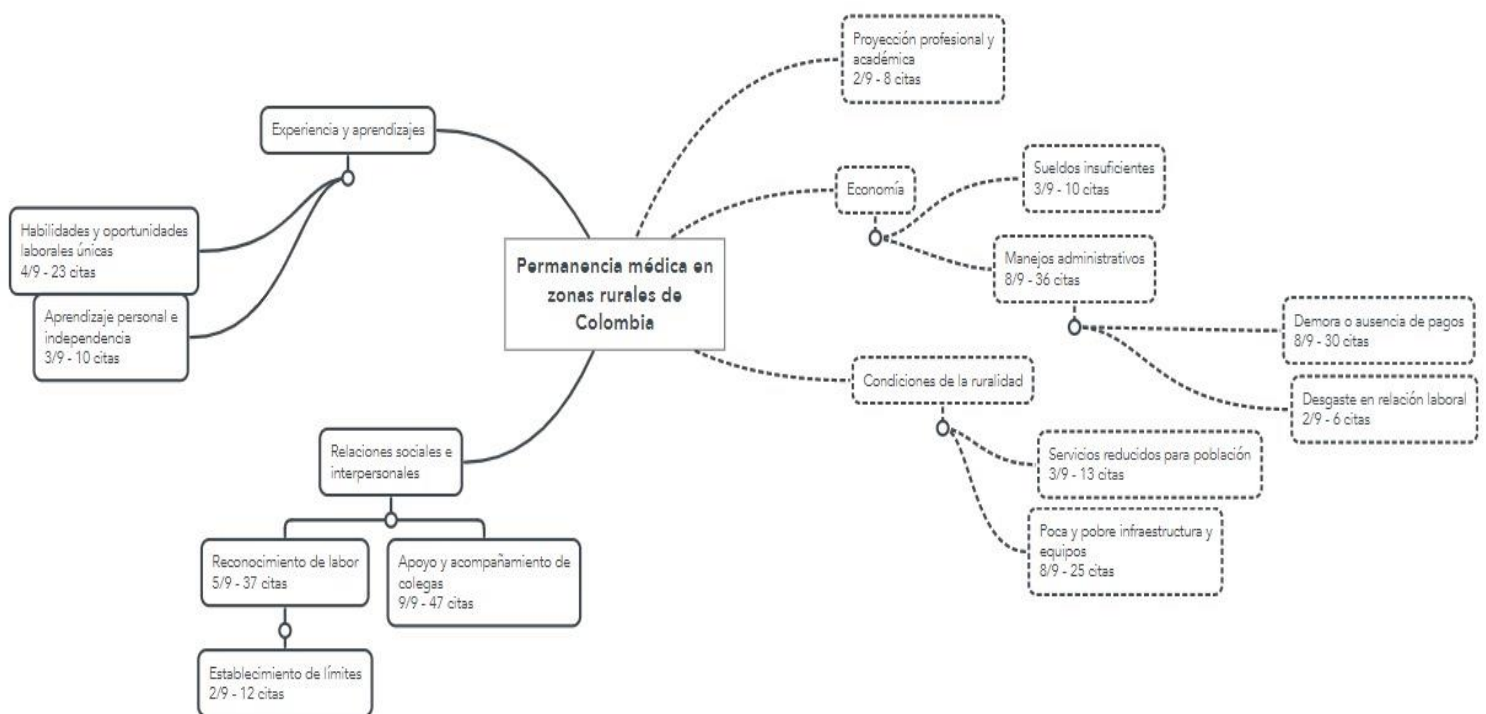 Permanencia médica en
zonas rurales de
Colombia
Experiencia y aprendizajes
Habilidades y oportunidades
laborales únicas
4/9 - 23 citas
Aprendizaje personal e
independencia
3/9 - 10 citas
Relaciones sociales e
interpersonales
Reconocimiento de labor
5/9 - 37 citas
Apoyo y acompañamiento de
colegas
9/9 - 47 citas
Establecimiento de límites
2/9 - 12 citas
Proyección profesional y
académica
2/9 - 8 citas
Economía
Sueldos insuficientes
3/9 - 10 citas
Manejos administrativos
8/9 - 36 citas
Demora o ausencia de pagos
8/9 - 30 citas
Desgaste en relación laboral
2/9 - 6 citas
Condiciones de la ruralidad
Servicios reducidos para población
3/9 - 13 citas
Poca y pobre infraestructura y
equipos
8/9 - 25 citas